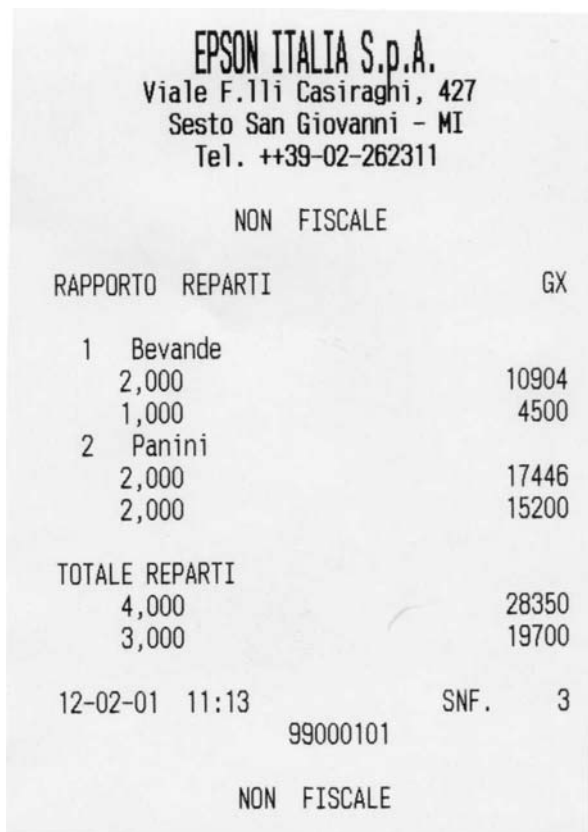 EPSON ITALIA S.p.A.
Viale F.lli Casiraghi, 427
Sesto San Giovanni - MI
Tel. ++39-02-262311
NON FISCALE
RAPPORTO REPARTI GX
1 Bevande
2,000 10904
1,000 4500
2 Panini
2,000 17446
2,000 15200
TOTALE REPARTI
4,000 28350
3,000 19700
12-02-01 11:13 SNF. 3
99000101
NON FISCALE